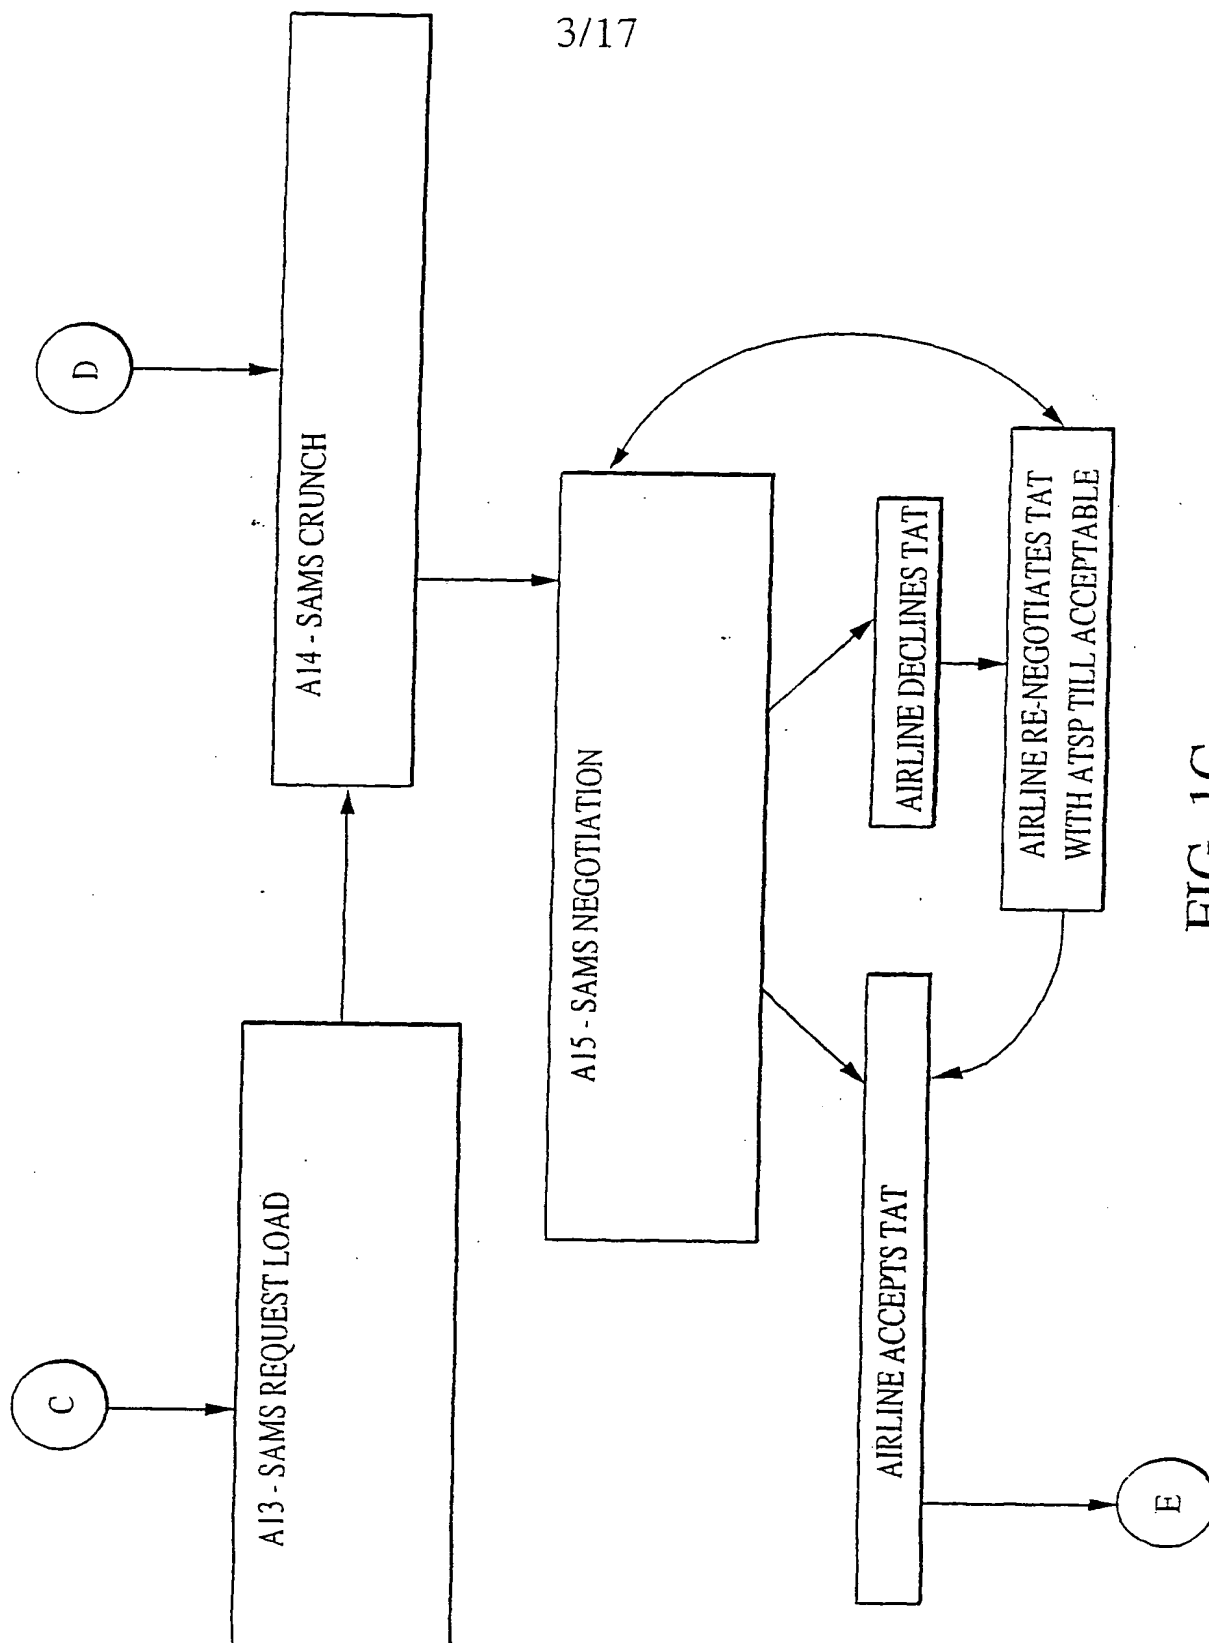 3/17
C
D
A13 - SAMS REQUEST LOAD
A14 - SAMS CRUNCH
A15 - SAMS NEGOTIATION
AIRLINE ACCEPTS TAT
AIRLINE DECLINES TAT
AIRLINE RE-NEGOTIATES TAT
WITH ATSP TILL ACCEPTABLE
E
FIG. 1C